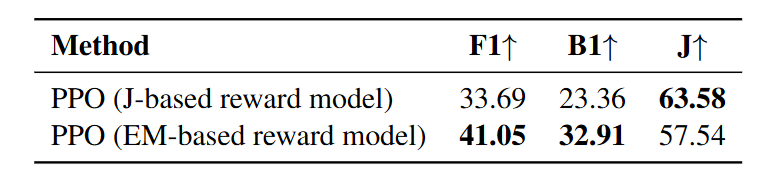 Method F1↑ B1↑ J↑
PPO (J-based reward model) 33.69 23.36 63.58
PPO (EM-based reward model) 41.05 32.91 57.54